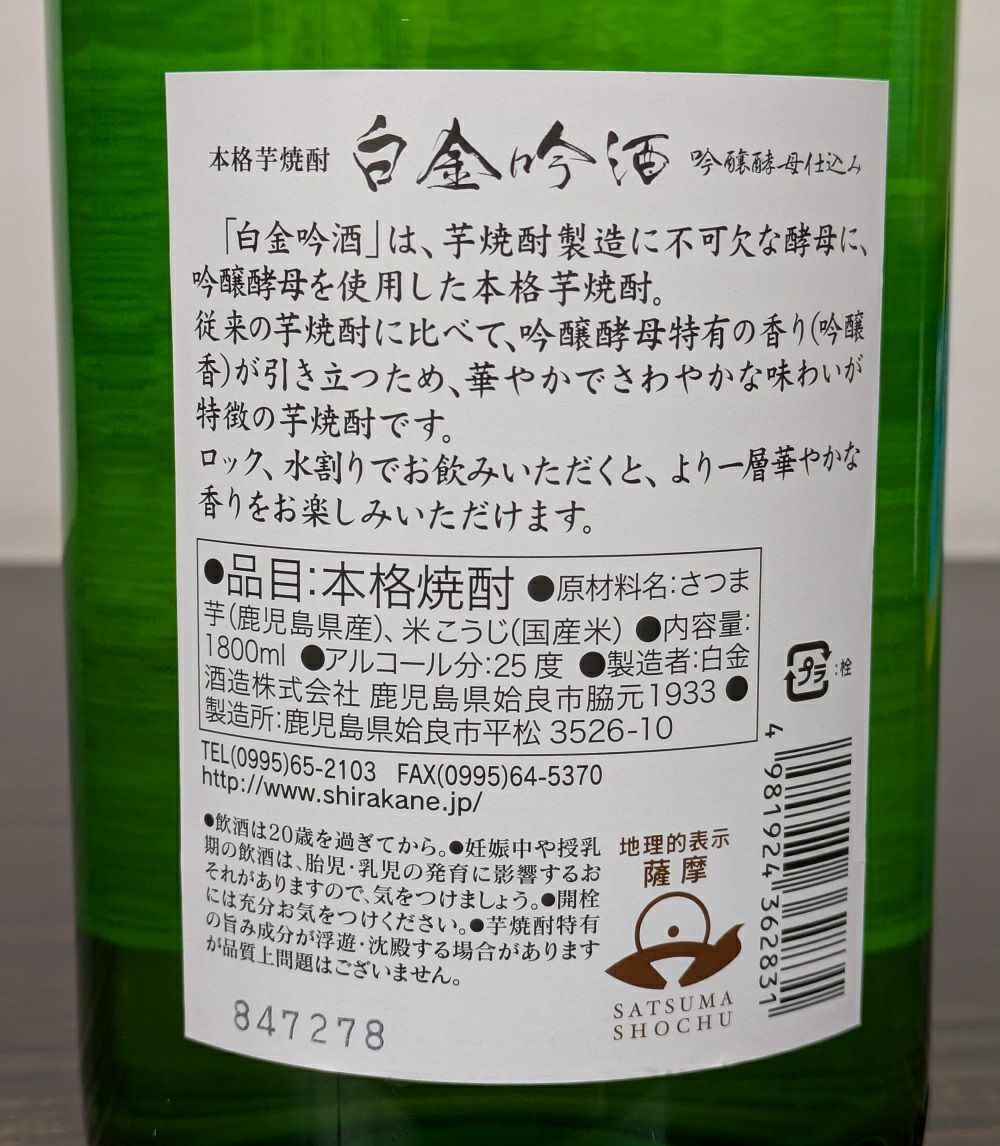 本格芋焼酎 白金吟酒 吟醸酵母仕込み
「白金吟酒」は、芋焼酎製造に不可欠な酵母に、
吟醸酵母を使用した本格芋焼酎。
従来の芋焼酎に比べて、吟醸酵母特有の香り(吟醸
香)が引き立つため、華やかでさわやかな味わいが
特徴の芋焼酎です。
ロック、水割りでお飲みいただくと、より一層華やかな
香りをお楽しみいただけます。
●品目:本格焼酎 ●原材料名:さつま
芋(鹿児島県産)、米こうじ(国産米) ●内容量:
1800ml ●アルコール分:25度 ●製造者:白金
酒造株式会社 鹿児島県姶良市脇元1933 ●
製造所:鹿児島県姶良市平松 3526-10
プラ :栓
TEL(0995)65-2103 FAX(0995)64-5370
http://www.shirakane.jp/
●飲酒は20歳を過ぎてから。●妊娠中や授乳
期の飲酒は、胎児・乳児の発育に影響するお
それがありますので、気をつけましょう。●開栓
には充分お気をつけください。●芋焼酎特有
の旨み成分が浮遊・沈殿する場合があります
が品質上問題はございません。
地理的表示
薩摩
SATSUMA
SHOCHU
4 981924 362831
847278